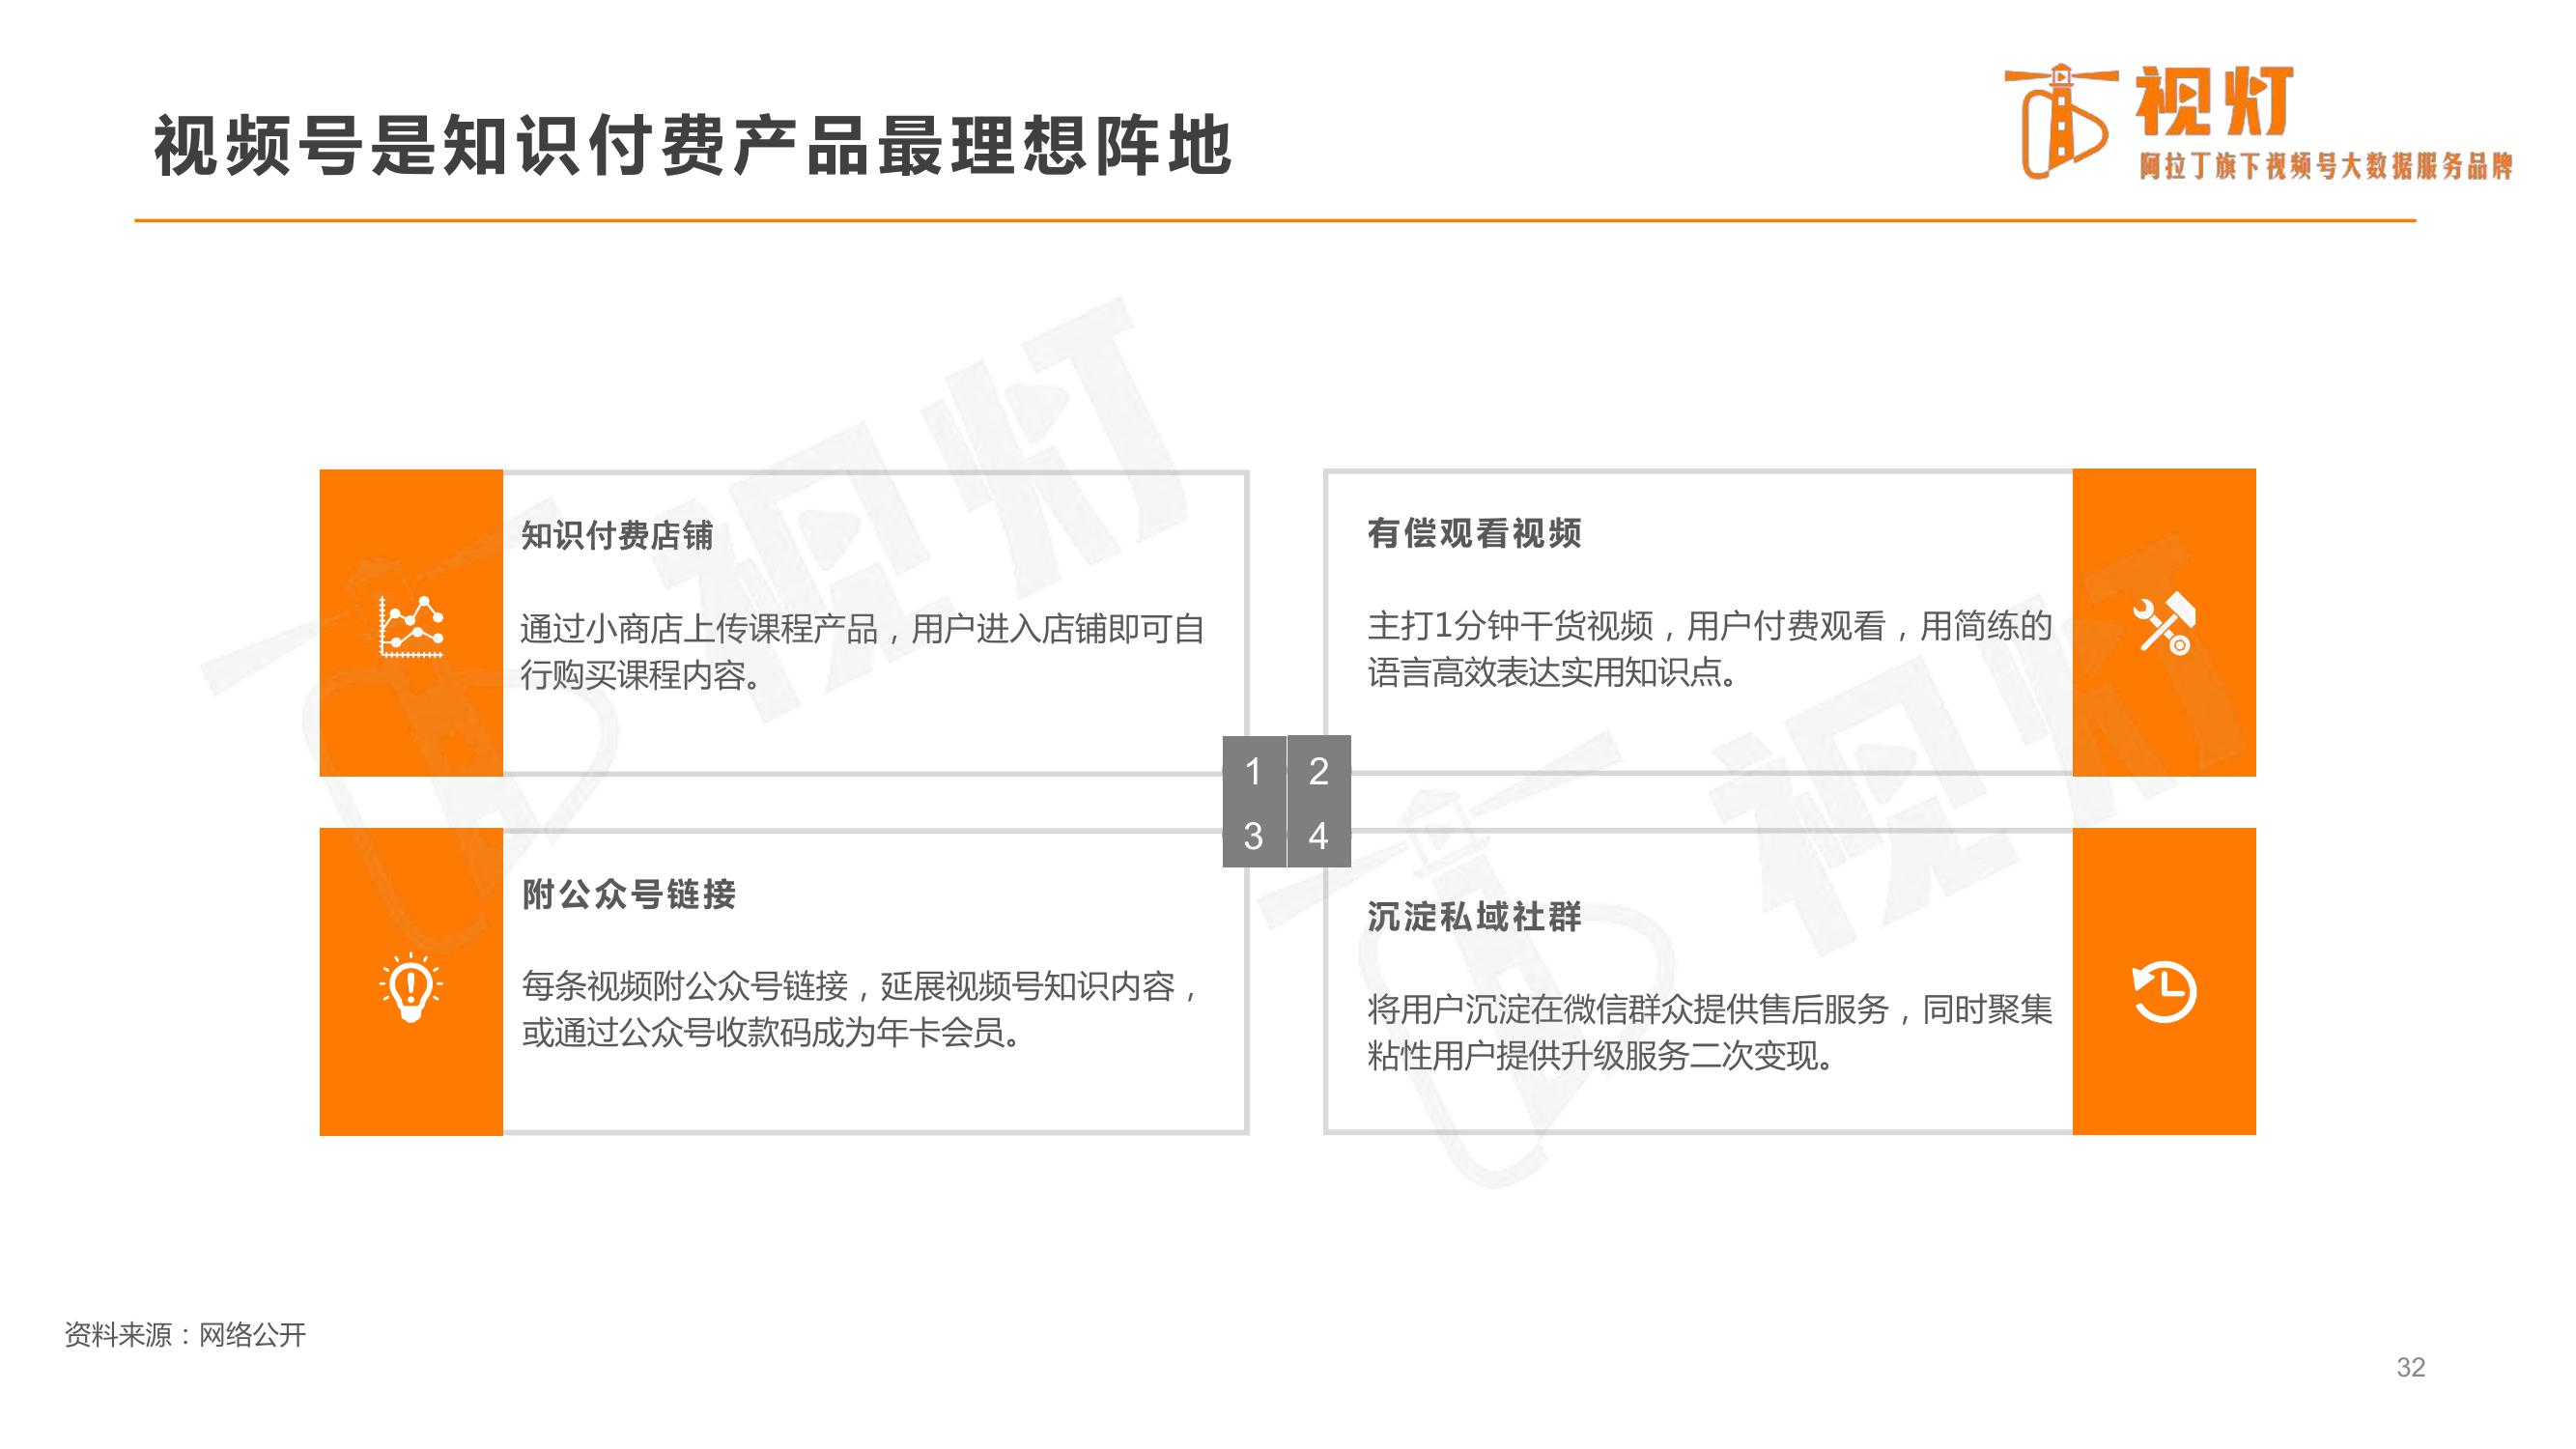 视频号是知识付费产品最理想阵地
视灯
阿拉丁旗下视频号大数据服务品牌
知识付费店铺
通过小商店上传课程产品，用户进入店铺即可自
行购买课程内容。
有偿观看视频
主打1分钟干货视频，用户付费观看，用简练的
语言高效表达实用知识点。
1 2
3 4
附公众号链接
每条视频附公众号链接，延展视频号知识内容，
或通过公众号收款码成为年卡会员。
沉淀私域社群
将用户沉淀在微信群众提供售后服务，同时聚集
粘性用户提供升级服务二次变现。
视灯
视灯
资料来源：网络公开
32